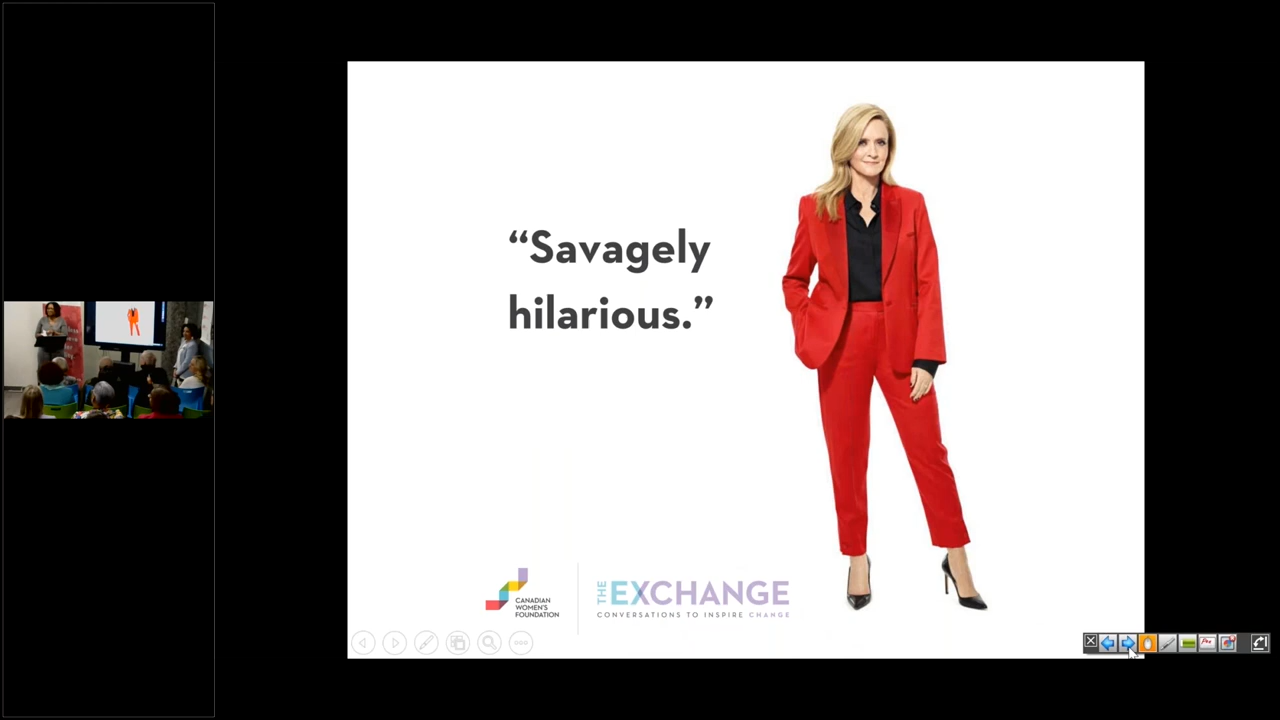 “Savagely
hilarious.”
CANADIAN
WOMEN'S
FOUNDATION
THE EXCHANGE
CONVERSATIONS TO INSPIRE CHANGE